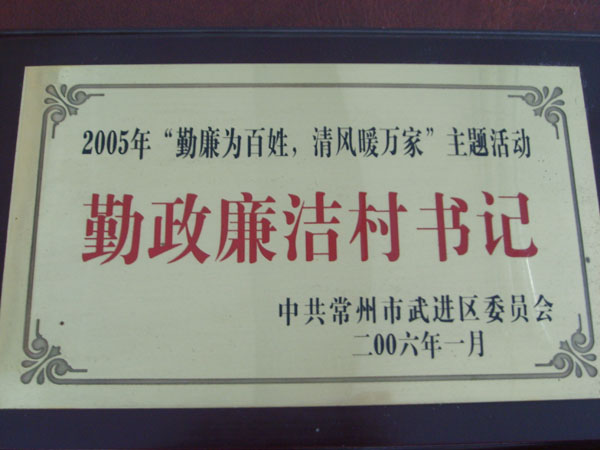 2005年“勤廉为百姓，清风暖万家”主题活动
勤政廉洁村书记
中共常州市武进区委员会
二00六年一月